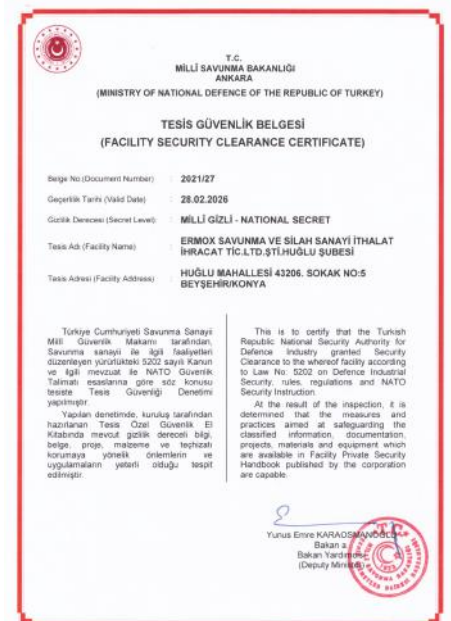 T.C.
MİLLÎ SAVUNMA BAKANLIĞI
ANKARA
(MINISTRY OF NATIONAL DEFENCE OF THE REPUBLIC OF TURKEY)
TESİS GÜVENLİK BELGESİ
(FACILITY SECURITY CLEARANCE CERTIFICATE)
Belge No (Document Number) : 2021/27
Geçerlilik Tarihi (Valid Date) : 28.02.2026
Gizlilik Derecesi (Secret Level): MİLLÎ GİZLİ - NATIONAL SECRET
Tesis Adı (Facility Name) : ERMOX SAVUNMA VE SİLAH SANAYİ İTHALAT
İHRACAT TİC.LTD.ŞTİ.HUĞLU ŞUBESİ
Tesis Adresi (Facility Address) : HUĞLU MAHALLESİ 43206. SOKAK NO:5
BEYŞEHİR/KONYA
Türkiye Cumhuriyeti Savunma Sanayii
Millî Güvenlik Makamı tarafından,
Savunma sanayii ile ilgili faaliyetleri
düzenleyen yürürlükteki 5202 sayılı Kanun
ve ilgili mevzuat ile NATO Güvenlik
Talimatı esaslarına göre söz konusu
tesiste Tesis Güvenliği Denetimi
yapılmıştır.
Yapılan denetimde, kuruluş tarafından
hazırlanan Tesis Özel Güvenlik El
Kitabında mevcut gizlilik dereceli bilgi,
belge, proje, malzeme ve teçhizatı
korumaya yönelik önlemlerin ve
uygulamaların yeterli olduğu tespit
edilmiştir.
This is to certify that the Turkish
Republic National Security Authority for
Defence Industry granted Security
Clearance to the whereof facility according
to Law No: 5202 on Defence Industrial
Security, rules, regulations and NATO
Security Instruction.
At the result of the inspection, it is
determined that the measures and
practices aimed at safeguarding the
classified information, documentation,
projects, materials and equipment which
are available in Facility Private Security
Handbook published by the corporation
are capable.
Yunus Emre KARAOSMANOĞLU
Bakan a.
Bakan Yardımcısı
(Deputy Minister)